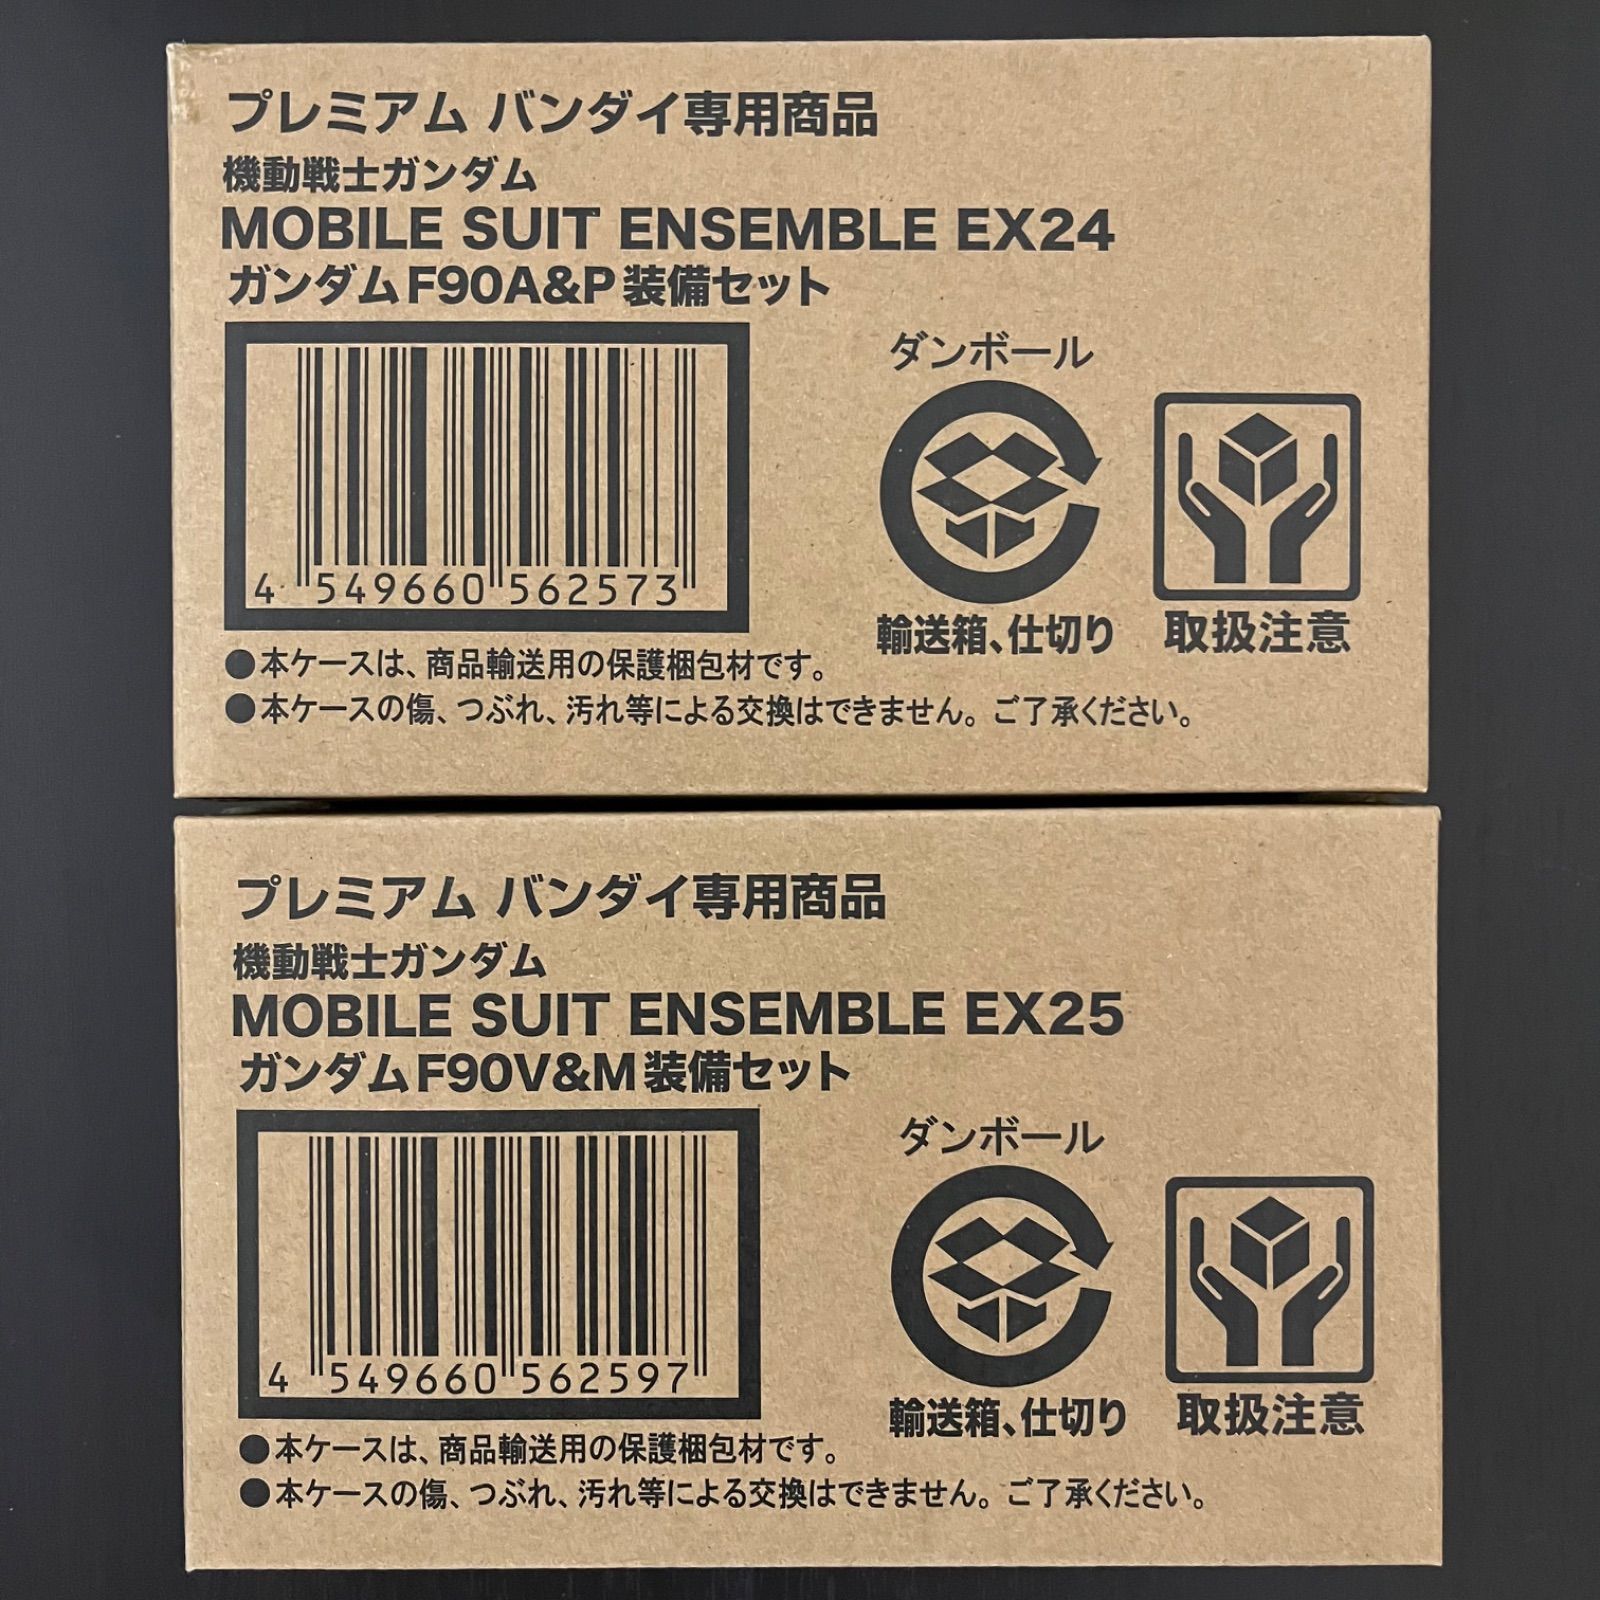 プレミアム バンダイ専用商品
機動戦士ガンダム
MOBILE SUIT ENSEMBLE EX24
ガンダムF90A&P装備セット
ダンボール
4 549660 562573
輸送箱、仕切り
取扱注意
●本ケースは、商品輸送用の保護梱包材です。
●本ケースの傷、つぶれ、汚れ等による交換はできません。ご了承ください。
プレミアム バンダイ専用商品
機動戦士ガンダム
MOBILE SUIT ENSEMBLE EX25
ガンダムF90V&M装備セット
ダンボール
4 549660 562597
輸送箱、仕切り
取扱注意
●本ケースは、商品輸送用の保護梱包材です。
●本ケースの傷、つぶれ、汚れ等による交換はできません。ご了承ください。